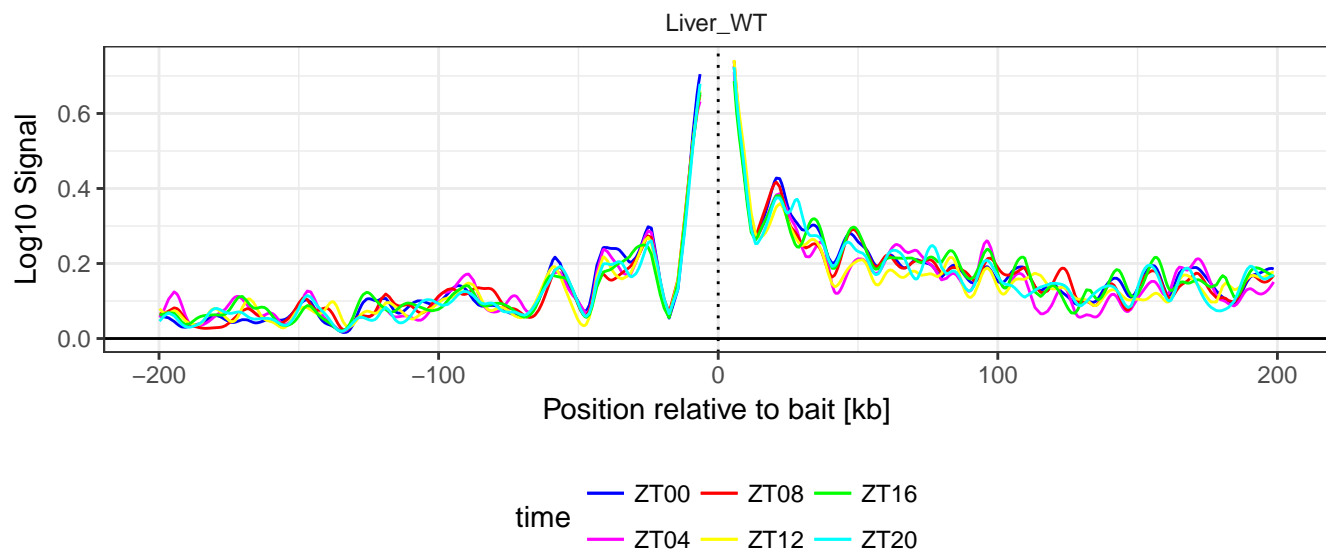 Liver_WT
Log10 Signal
0.6
0.4
0.2
0.0
−200 −100 0 100 200
Position relative to bait [kb]
time
ZT00 ZT08 ZT16
ZT04 ZT12 ZT20